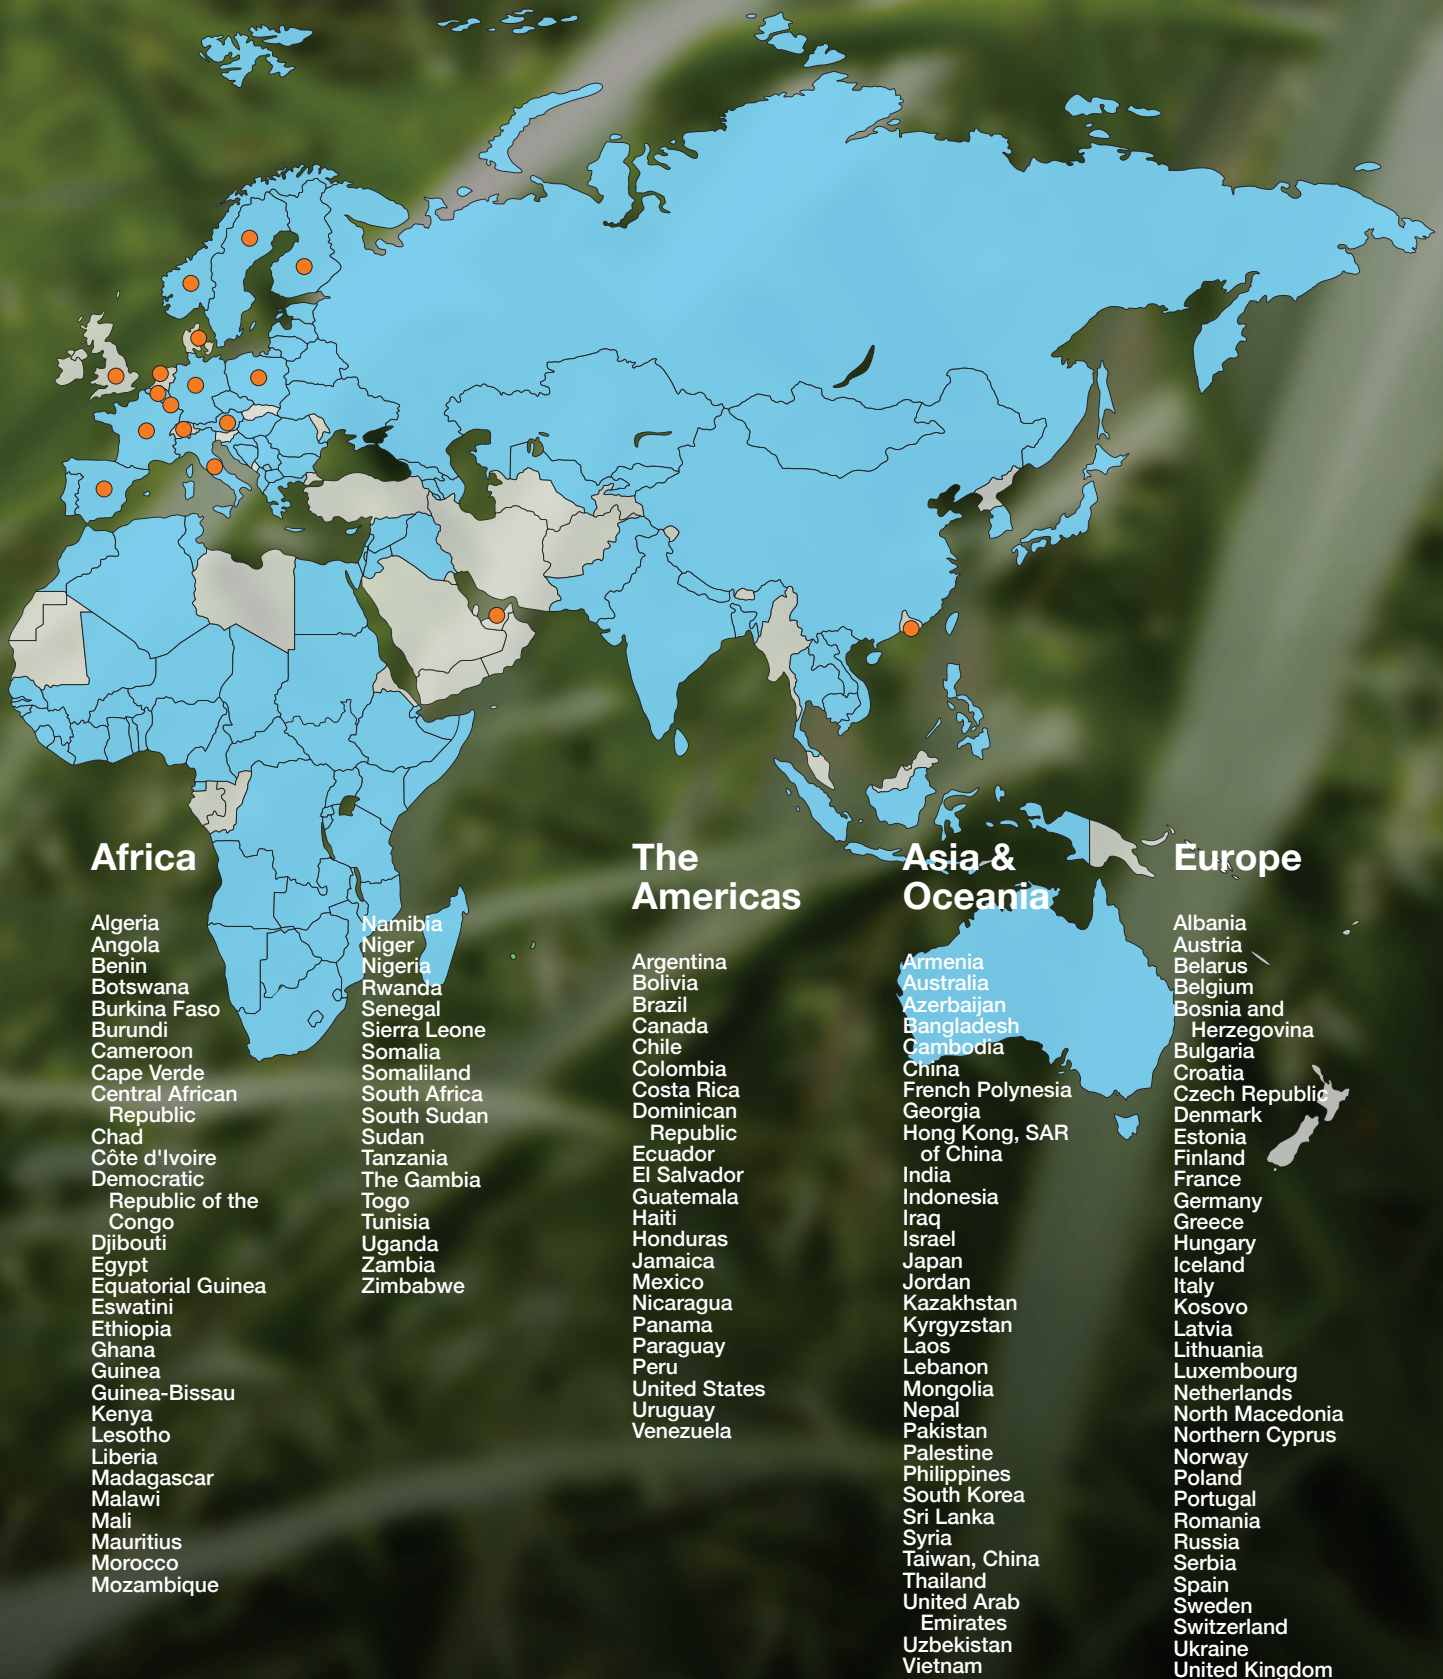 Africa
Algeria
Angola
Benin
Botswana
Burkina Faso
Burundi
Cameroon
Cape Verde
Central African
Republic
Chad
Côte d'Ivoire
Democratic
Republic of the
Congo
Djibouti
Egypt
Equatorial Guinea
Eswatini
Ethiopia
Ghana
Guinea
Guinea-Bissau
Kenya
Lesotho
Liberia
Madagascar
Malawi
Mali
Mauritius
Morocco
Mozambique
Namibia
Niger
Nigeria
Rwanda
Senegal
Sierra Leone
Somalia
Somaliland
South Africa
South Sudan
Sudan
Tanzania
The Gambia
Togo
Tunisia
Uganda
Zambia
Zimbabwe
The
Americas
Argentina
Bolivia
Brazil
Canada
Chile
Colombia
Costa Rica
Dominican
Republic
Ecuador
El Salvador
Guatemala
Haiti
Honduras
Jamaica
Mexico
Nicaragua
Panama
Paraguay
Peru
United States
Uruguay
Venezuela
Asia &
Oceania
Armenia
Australia
Azerbaijan
Bangladesh
Cambodia
China
French Polynesia
Georgia
Hong Kong, SAR
of China
India
Indonesia
Iraq
Israel
Japan
Jordan
Kazakhstan
Kyrgyzstan
Laos
Lebanon
Mongolia
Nepal
Pakistan
Palestine
Philippines
South Korea
Sri Lanka
Syria
Taiwan, China
Thailand
United Arab
Emirates
Uzbekistan
Vietnam
Europe
Albania
Austria
Belarus
Belgium
Bosnia and
Herzegovina
Bulgaria
Croatia
Czech Republic
Denmark
Estonia
Finland
France
Germany
Greece
Hungary
Iceland
Italy
Kosovo
Latvia
Lithuania
Luxembourg
Netherlands
North Macedonia
Northern Cyprus
Norway
Poland
Portugal
Romania
Russia
Serbia
Spain
Sweden
Switzerland
Ukraine
United Kingdom